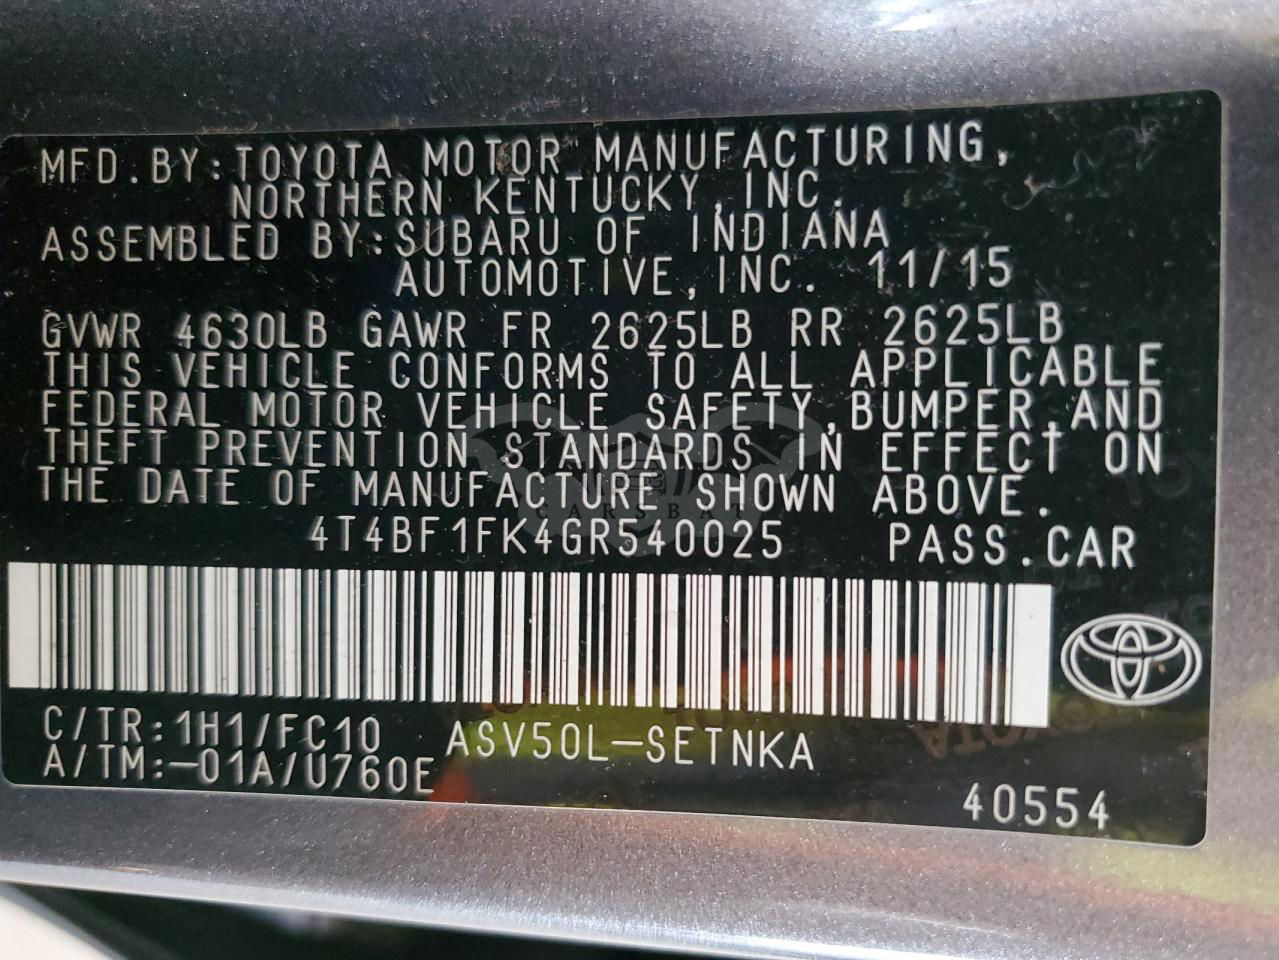 MFD.BY:TOYOTA MOTOR MANUFACTURING,
NORTHERN KENTUCKY,INC.
ASSEMBLED BY:SUBARU OF INDIANA
AUTOMOTIVE,INC. 11/15
GVWR 4630LB GAWR FR 2625LB RR 2625LB
THIS VEHICLE CONFORMS TO ALL APPLICABLE
FEDERAL MOTOR VEHICLE SAFETY,BUMPER,AND
THEFT PREVENTION STANDARDS IN EFFECT ON
THE DATE OF MANUFACTURE SHOWN ABOVE.
CARSBAT
4T4BF1FK4GR540025 PASS.CAR
C/TR:1H1/FC10 ASV50L-SETNKA
A/TM:-01A/U760E
40554